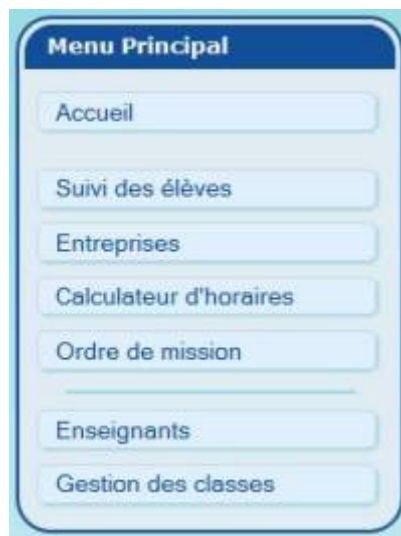 Menu Principal
Accueil
Suivi des élèves
Entreprises
Calculateur d'horaires
Ordre de mission
Enseignants
Gestion des classes